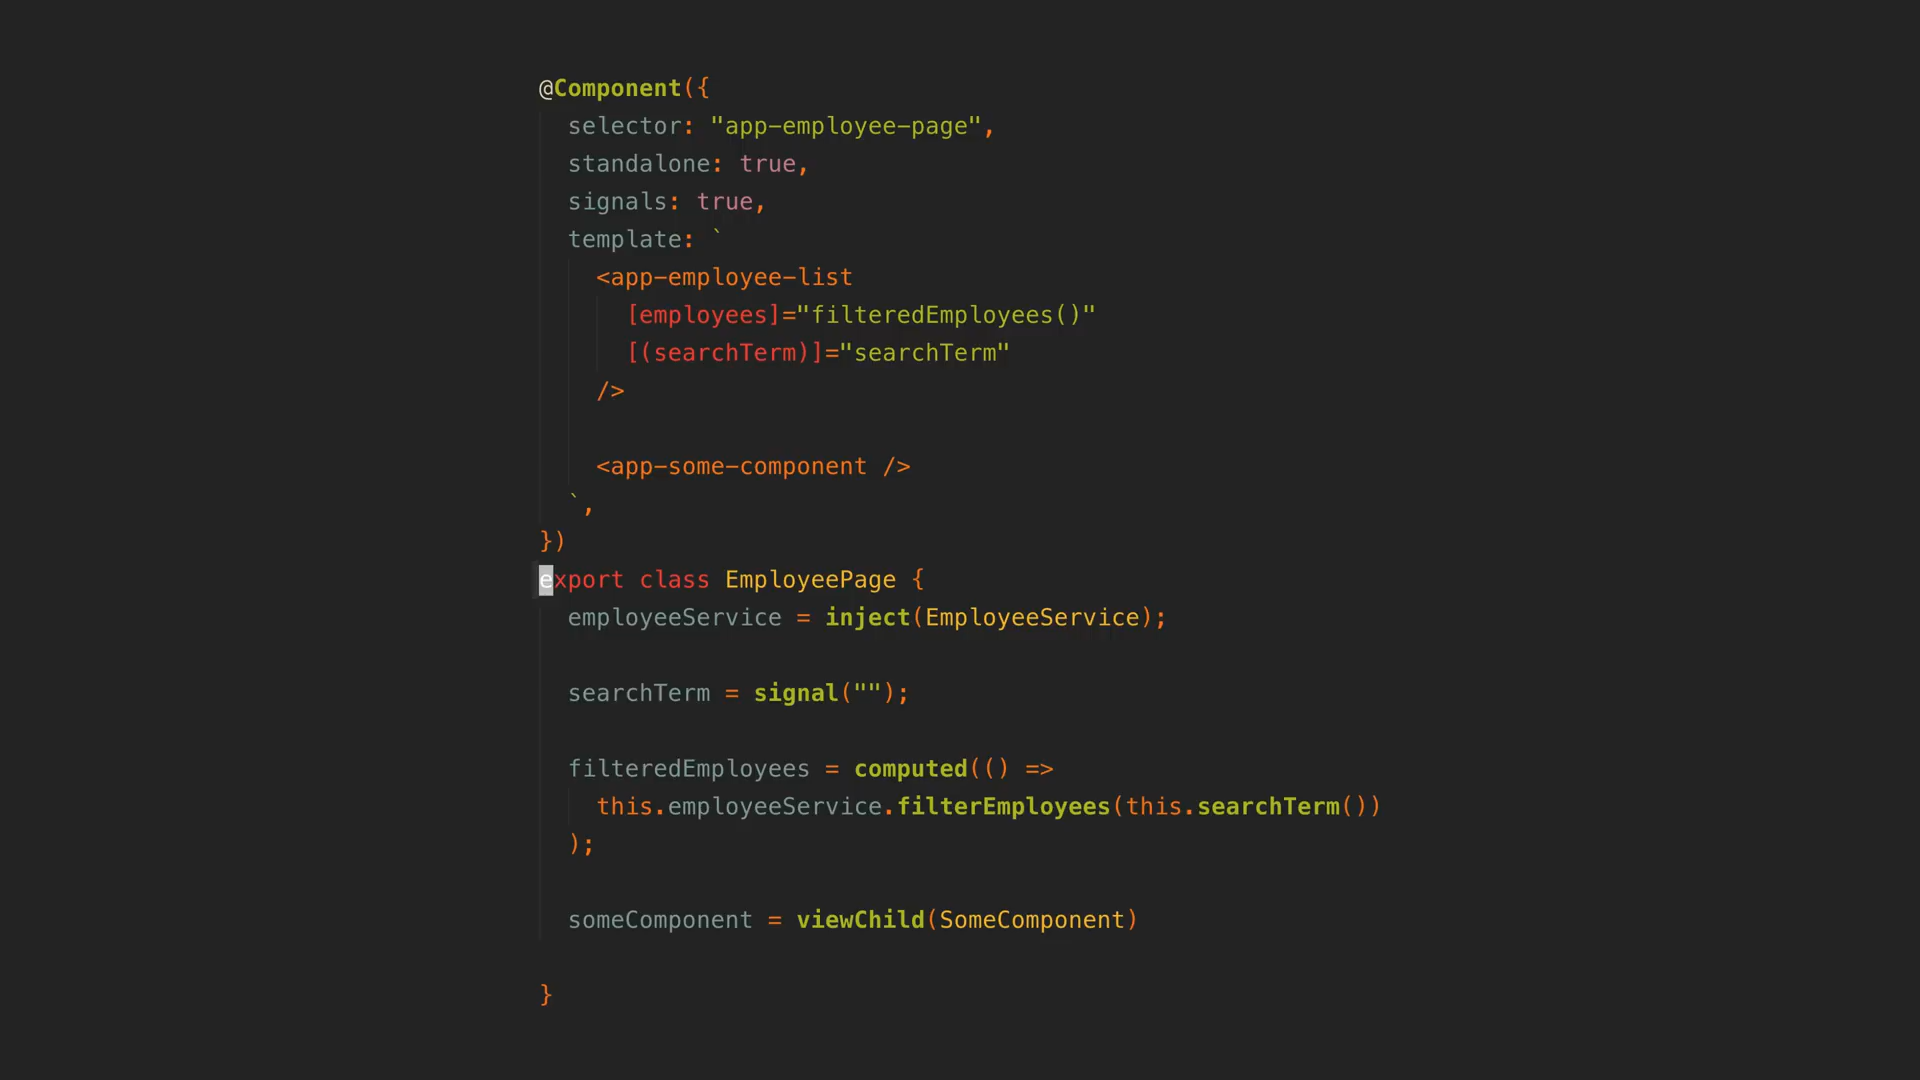 @Component({
  selector: "app-employee-page",
  standalone: true,
  signals: true,
  template: `
    <app-employee-list
      [employees]="filteredEmployees()"
      [(searchTerm)]="searchTerm"
    />

    <app-some-component />
  `,
})
export class EmployeePage {
  employeeService = inject(EmployeeService);

  searchTerm = signal("");

  filteredEmployees = computed(() =>
    this.employeeService.filterEmployees(this.searchTerm())
  );

  someComponent = viewChild(SomeComponent)

}